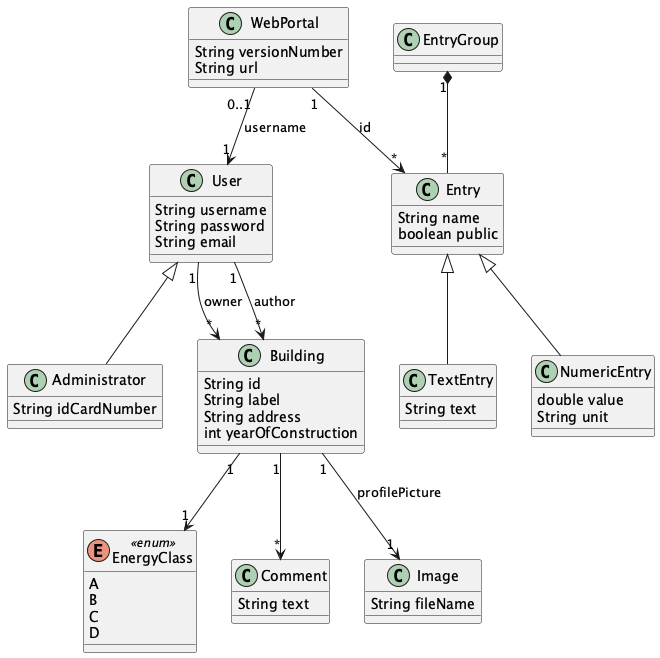 C WebPortal
String versionNumber
String url
C EntryGroup
0..1
1
1
username
id
1
*
*
C User
String username
String password
String email
C Entry
String name
boolean public
1
1
owner
author
*
*
C Administrator
String idCardNumber
C Building
String id
String label
String address
int yearOfConstruction
C TextEntry
String text
C NumericEntry
double value
String unit
1
1
1
profilePicture
1
*
1
E «enum»
EnergyClass
A
B
C
D
C Comment
String text
C Image
String fileName